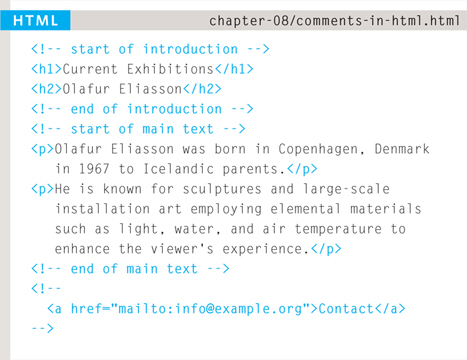 HTML
chapter-08/comments-in-html.html
<!-- start of introduction -->
<h1>Current Exhibitions</h1>
<h2>Olafur Eliasson</h2>
<!-- end of introduction -->
<!-- start of main text -->
<p>Olafur Eliasson was born in Copenhagen, Denmark
in 1967 to Icelandic parents.</p>
<p>He is known for sculptures and large-scale
installation art employing elemental materials
such as light, water, and air temperature to
enhance the viewer's experience.</p>
<!-- end of main text -->
<!--
<a href="mailto:info@example.org">Contact</a>
-->